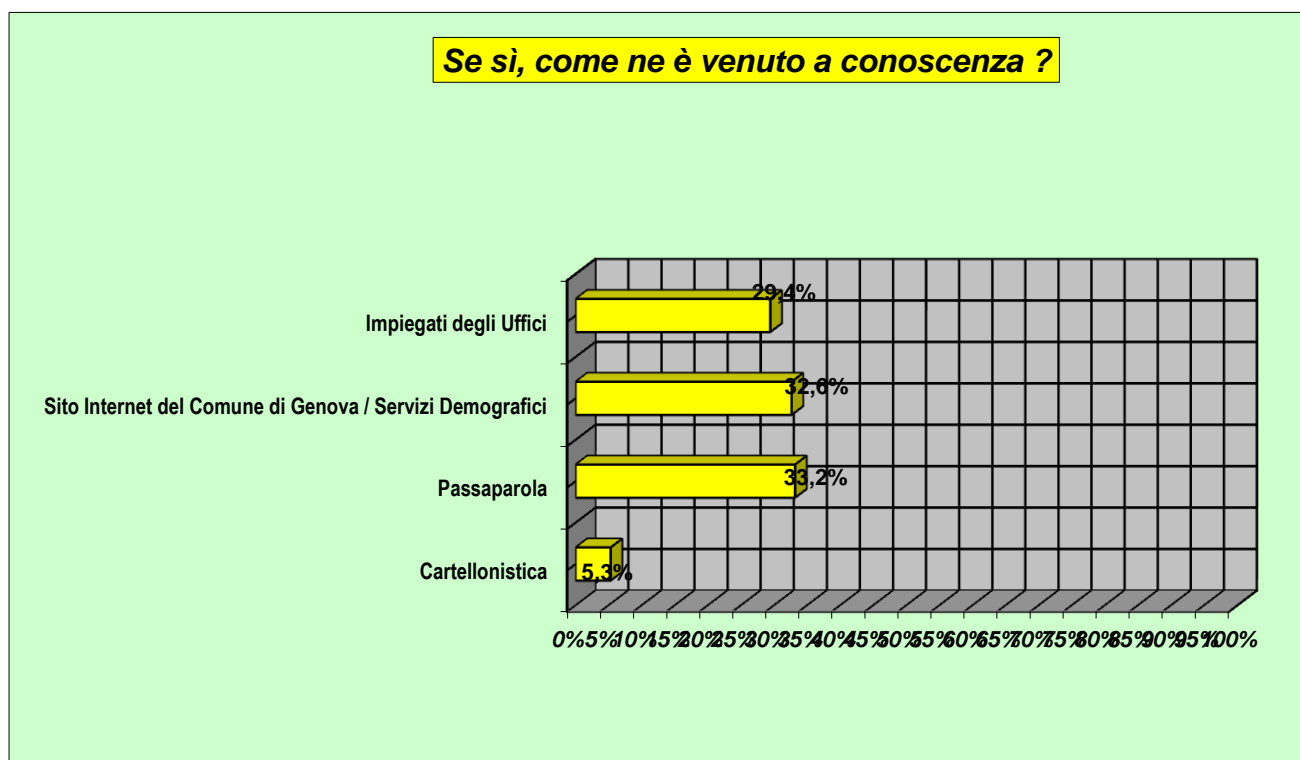 Se sì, come ne è venuto a conoscenza ?
Impiegati degli Uffici
29,4%
Sito Internet del Comune di Genova / Servizi Demografici
32,6%
Passaparola
33,2%
Cartellonistica
5,3%
0% 5% 10% 15% 20% 25% 30% 35% 40% 45% 50% 55% 60% 65% 70% 75% 80% 85% 90% 95% 100%